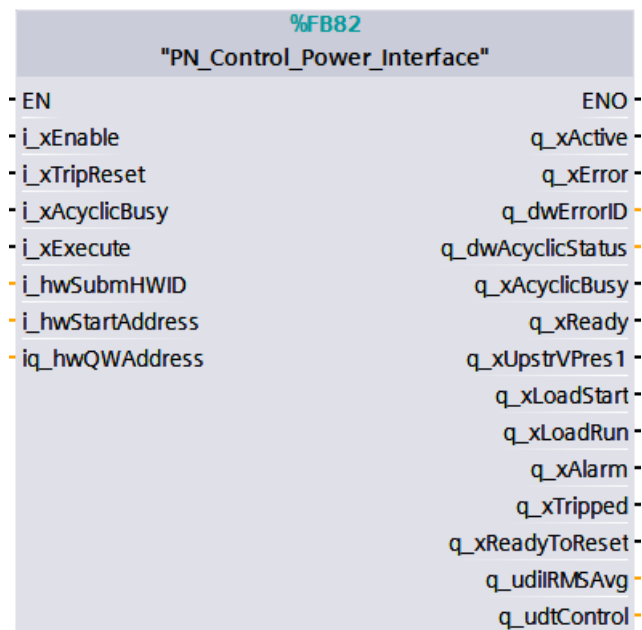 %FB82
"PN_Control_Power_Interface"
EN ENO
i_xEnable q_xActive
i_xTripReset q_xError
i_xAcyclicBusy q_dwErrorID
i_xExecute q_dwAcyclicStatus
i_hwSubmHWID q_xAcyclicBusy
i_hwStartAddress q_xReady
iq_hwQWAddress q_xUpstrVPres1
q_xLoadStart
q_xLoadRun
q_xAlarm
q_xTripped
q_xReadyToReset
q_udiIRMSAvg
q_udtControl